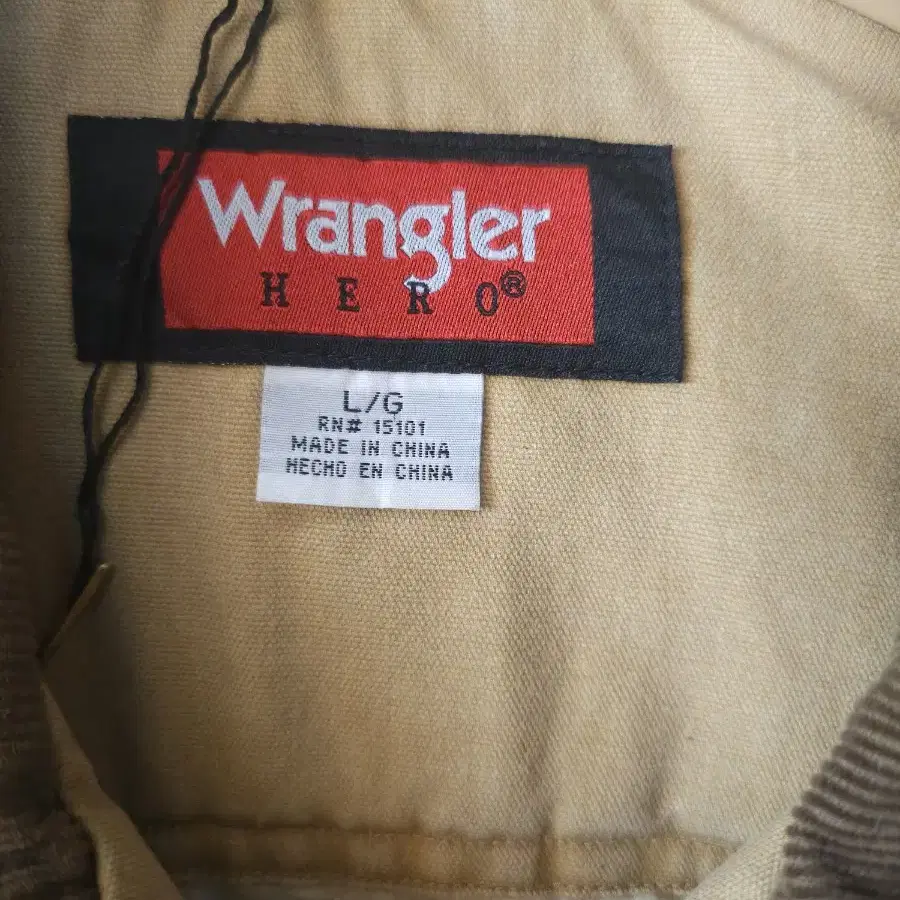 Wrangler
HERO®
L/G
RN# 15101
MADE IN CHINA
HECHO EN CHINA